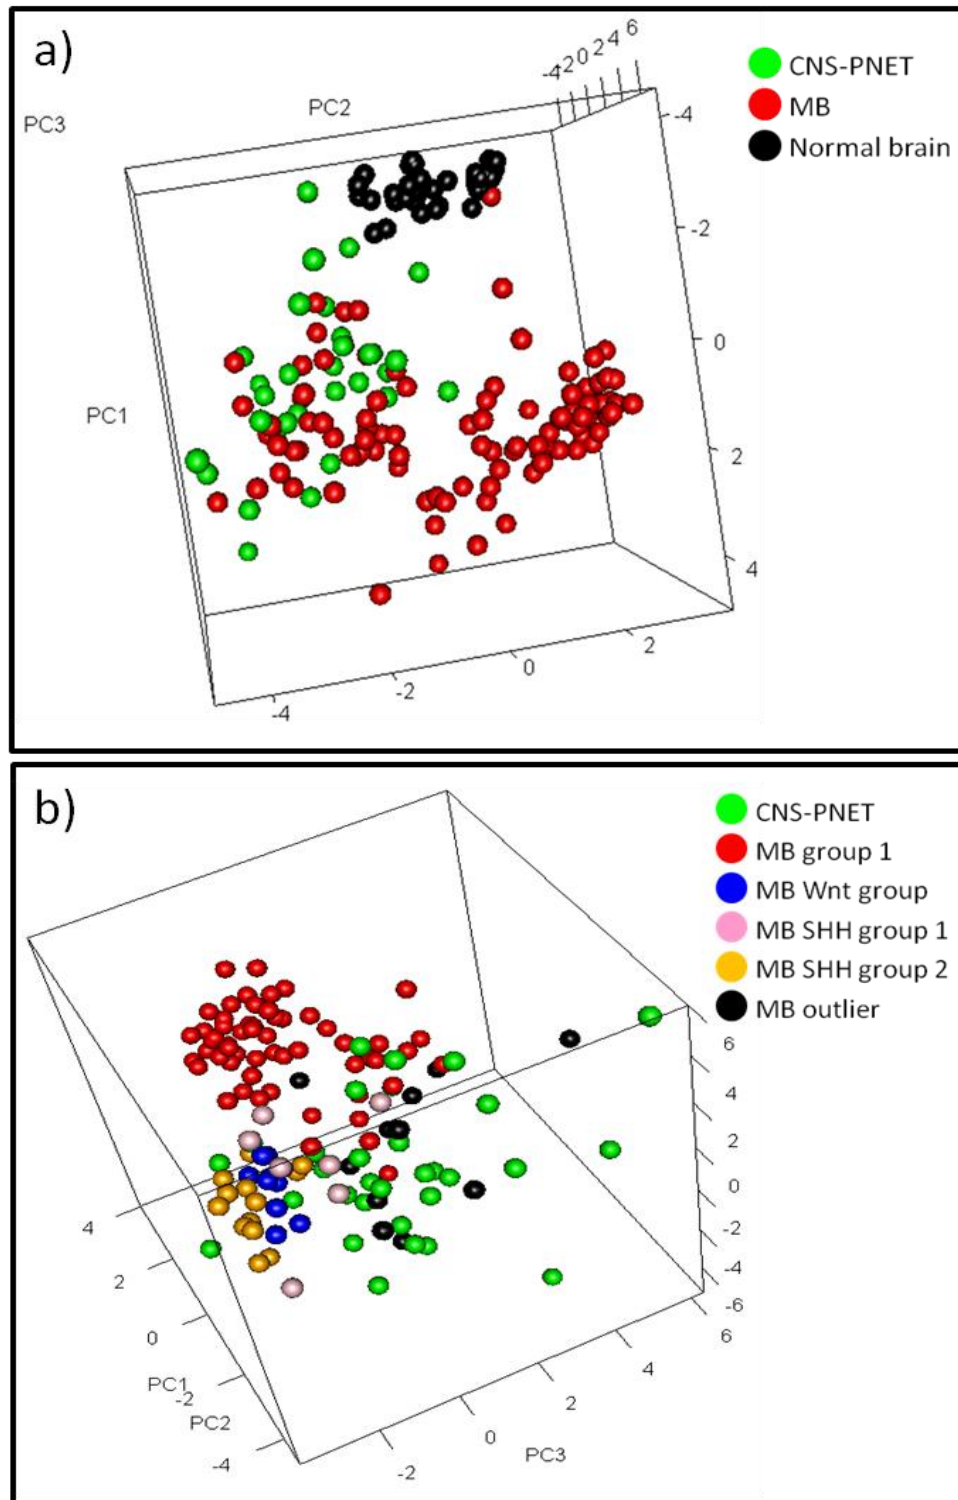 a)
-4 -2 0 2 4 6
CNS-PNET
MB
Normal brain
PC3
PC2
-4
-2
0
PC1
2
4
2
0
-2
-4
b)
CNS-PNET
MB group 1
MB Wnt group
MB SHH group 1
MB SHH group 2
MB outlier
6
4
2
0
-2
-4
-6
4
2
0
PC1
-2
PC2
-4
6
4
2
0
-2
PC3